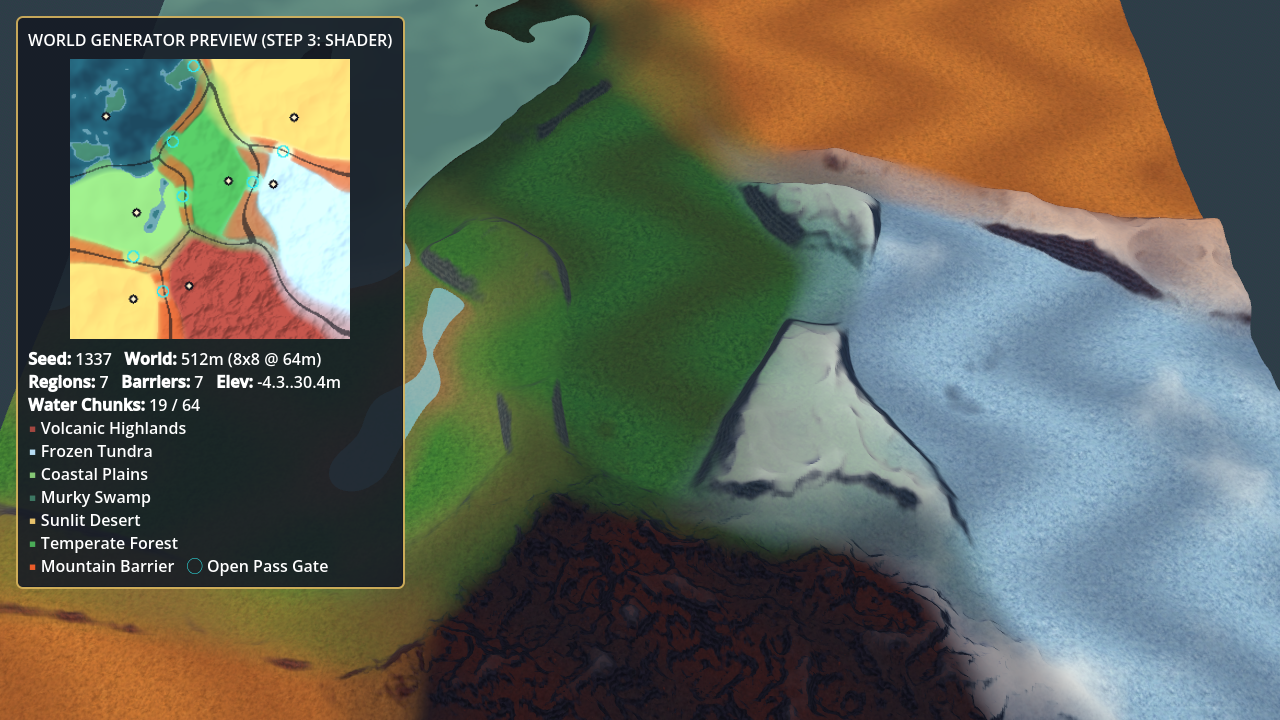 WORLD GENERATOR PREVIEW (STEP 3: SHADER)
Seed: 1337 World: 512m (8x8 @ 64m)
Regions: 7 Barriers: 7 Elev: -4.3..30.4m
Water Chunks: 19 / 64
Volcanic Highlands
Frozen Tundra
Coastal Plains
Murky Swamp
Sunlit Desert
Temperate Forest
Mountain Barrier Open Pass Gate